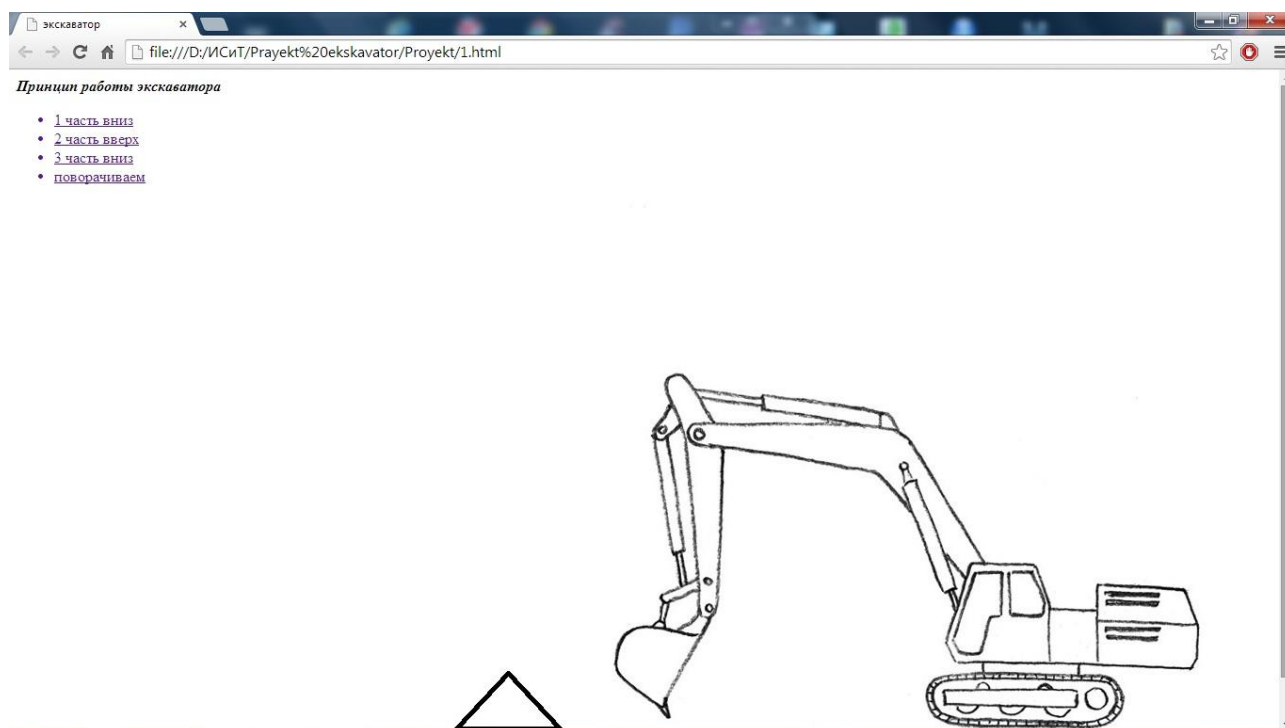 экскаватор
file:///D:/ИСиТ/Prayekt%20ekskavator/Proyekt/1.html
Принцип работы экскаватора
1 часть вниз
2 часть вверх
3 часть вниз
поворачиваем